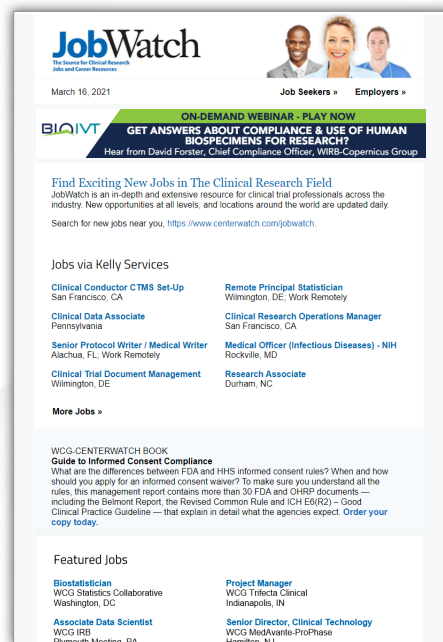 JobWatch
The Source for Clinical Research
Jobs and Career Resources
March 16, 2021
Job Seekers »
Employers »
BIOIVT
ON-DEMAND WEBINAR - PLAY NOW
GET ANSWERS ABOUT COMPLIANCE & USE OF HUMAN
BIOSPECIMENS FOR RESEARCH?
Hear from David Forster, Chief Compliance Officer, WIRB-Copernicus Group
Find Exciting New Jobs in The Clinical Research Field
JobWatch is an in-depth and extensive resource for clinical trial professionals across the
industry. New opportunities at all levels, and locations around the world are updated daily.
Search for new jobs near you, https://www.centerwatch.com/jobwatch.
Jobs via Kelly Services
Clinical Conductor CTMS Set-Up
San Francisco, CA
Remote Principal Statistician
Wilmington, DE; Work Remotely
Clinical Data Associate
Pennsylvania
Clinical Research Operations Manager
San Francisco, CA
Senior Protocol Writer / Medical Writer
Alachua, FL; Work Remotely
Medical Officer (Infectious Diseases) - NIH
Rockville, MD
Clinical Trial Document Management
Wilmington, DE
Research Associate
Durham, NC
More Jobs »
WCG-CENTERWATCH BOOK
Guide to Informed Consent Compliance
What are the differences between FDA and HHS informed consent rules? When and how
should you apply for an informed consent waiver? To make sure you understand all the
rules, this management report contains more than 30 FDA and OHRP documents —
including the Belmont Report, the Revised Common Rule and ICH E6(R2) – Good
Clinical Practice Guideline — that explain in detail what the agencies expect. Order your
copy today.
Featured Jobs
Biostatistician
WCG Statistics Collaborative
Washington, DC
Project Manager
WCG Trifecta Clinical
Indianapolis, IN
Associate Data Scientist
WCG IRB
Plymouth Meeting, PA
Senior Director, Clinical Technology
WCG MedAvante-ProPhase
Hamilton, NJ